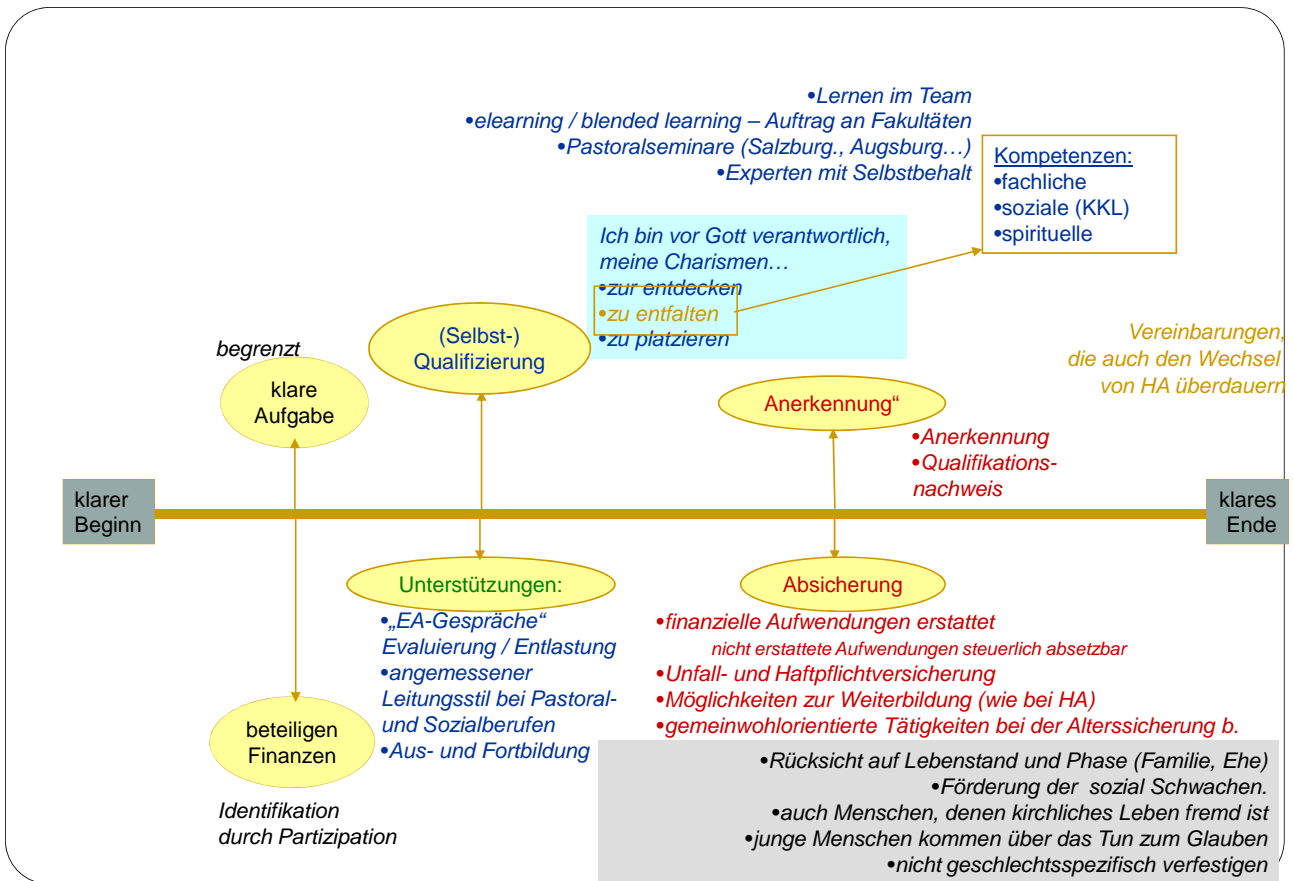 •Lernen im Team
•elearning / blended learning – Auftrag an Fakultäten
•Pastoralseminare (Salzburg., Augsburg…)
•Experten mit Selbstbehalt
Kompetenzen:
•fachliche
•soziale (KKL)
•spirituelle
Ich bin vor Gott verantwortlich,
meine Charismen…
•zur entdecken
•zu entfalten
•zu platzieren
(Selbst-)
Qualifizierung
begrenzt
klare
Aufgabe
Vereinbarungen,
die auch den Wechsel
von HA überdauern
Anerkennung“
•Anerkennung
•Qualifikations-
nachweis
klarer
Beginn
klares
Ende
Unterstützungen:
•„EA-Gespräche“
Evaluierung / Entlastung
•angemessener
Leitungsstil bei Pastoral-
und Sozialberufen
•Aus- und Fortbildung
Absicherung
•finanzielle Aufwendungen erstattet
nicht erstattete Aufwendungen steuerlich absetzbar
•Unfall- und Haftpflichtversicherung
•Möglichkeiten zur Weiterbildung (wie bei HA)
•gemeinwohlorientierte Tätigkeiten bei der Alterssicherung b.
beteiligen
Finanzen
Identifikation
durch Partizipation
•Rücksicht auf Lebenstand und Phase (Familie, Ehe)
•Förderung der sozial Schwachen.
•auch Menschen, denen kirchliches Leben fremd ist
•junge Menschen kommen über das Tun zum Glauben
•nicht geschlechtsspezifisch verfestigen